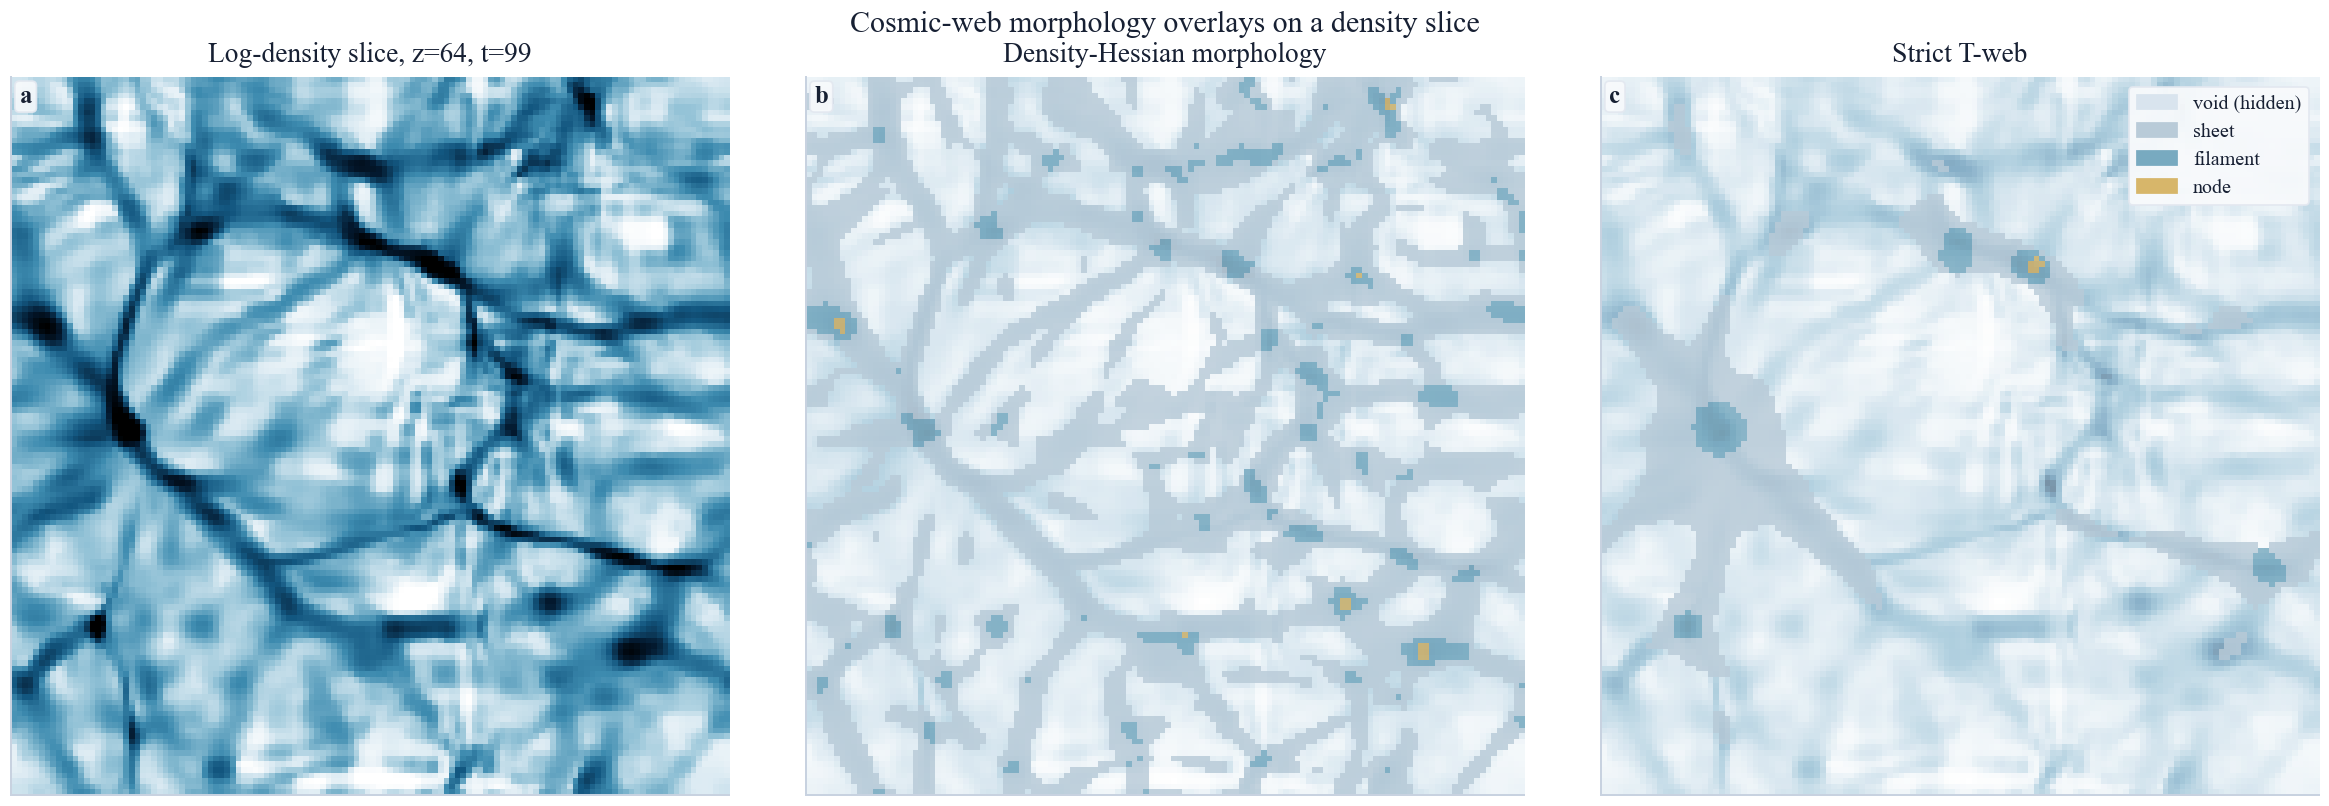 Cosmic-web morphology overlays on a density slice
Log-density slice, z=64, t=99
Density-Hessian morphology
Strict T-web
a
b
c
void (hidden)
sheet
filament
node